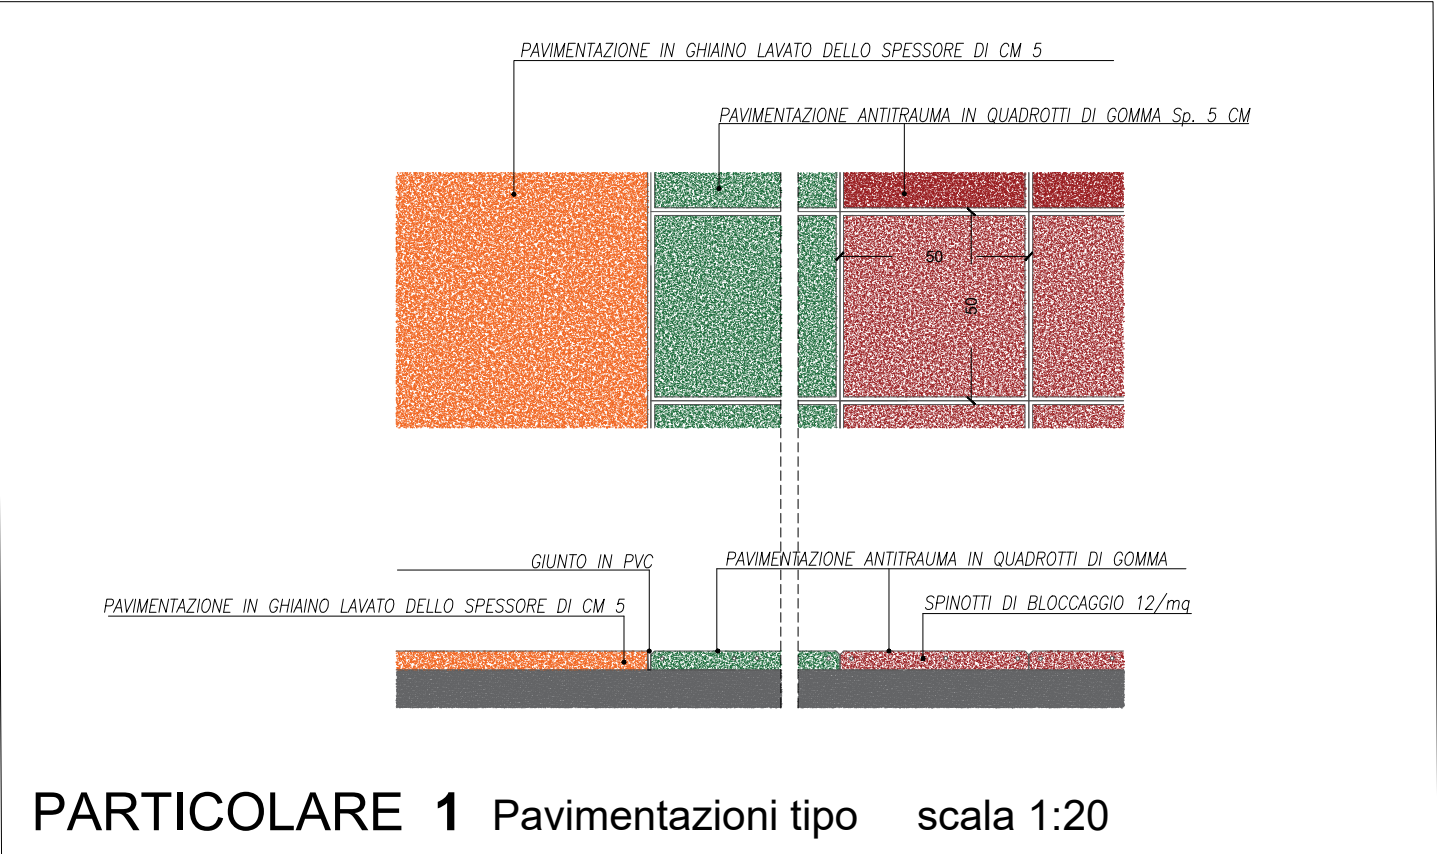 PAVIMENTAZIONE IN GHIAINO LAVATO DELLO SPESSORE DI CM 5
PAVIMENTAZIONE ANTITRAUMA IN QUADROTTI DI GOMMA Sp. 5 CM
50
50
GIUNTO IN PVC
PAVIMENTAZIONE ANTITRAUMA IN QUADROTTI DI GOMMA
PAVIMENTAZIONE IN GHIAINO LAVATO DELLO SPESSORE DI CM 5
SPINOTTI DI BLOCCAGGIO 12/mq
PARTICOLARE 1 Pavimentazioni tipo scala 1:20